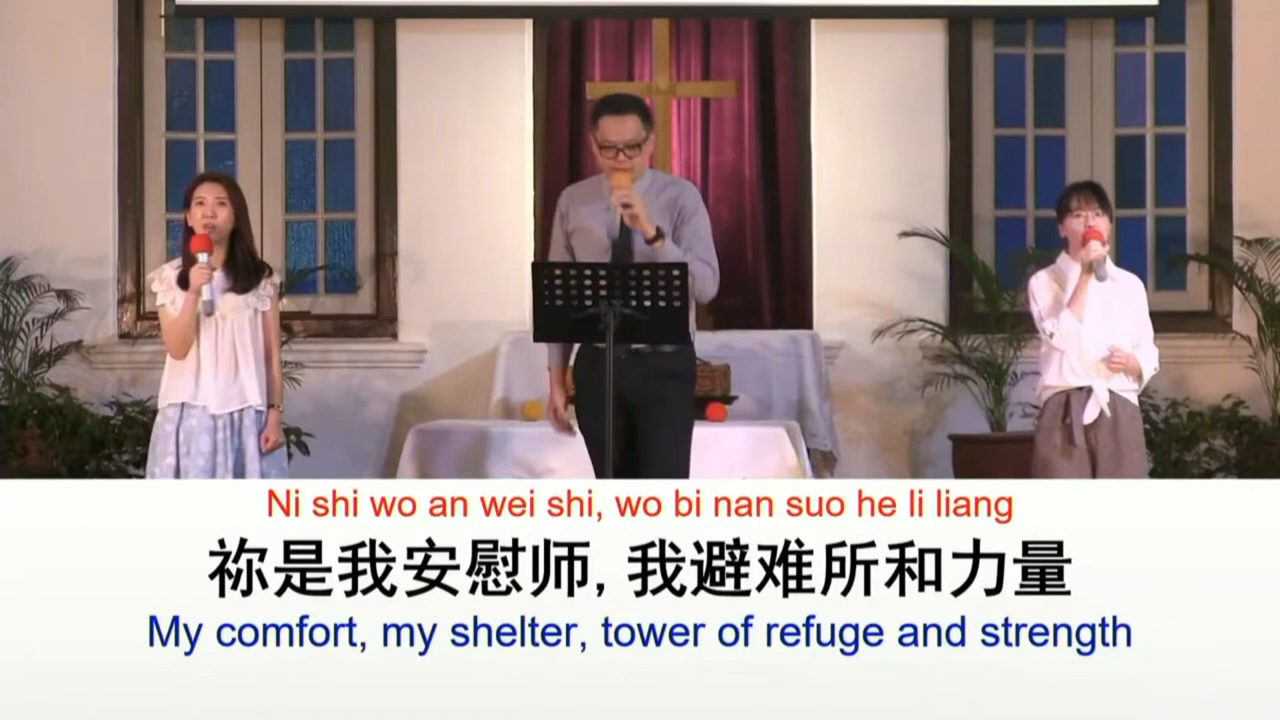 Ni shi wo an wei shi, wo bi nan suo he li liang
祢是我安慰师, 我避难所和力量
My comfort, my shelter, tower of refuge and strength